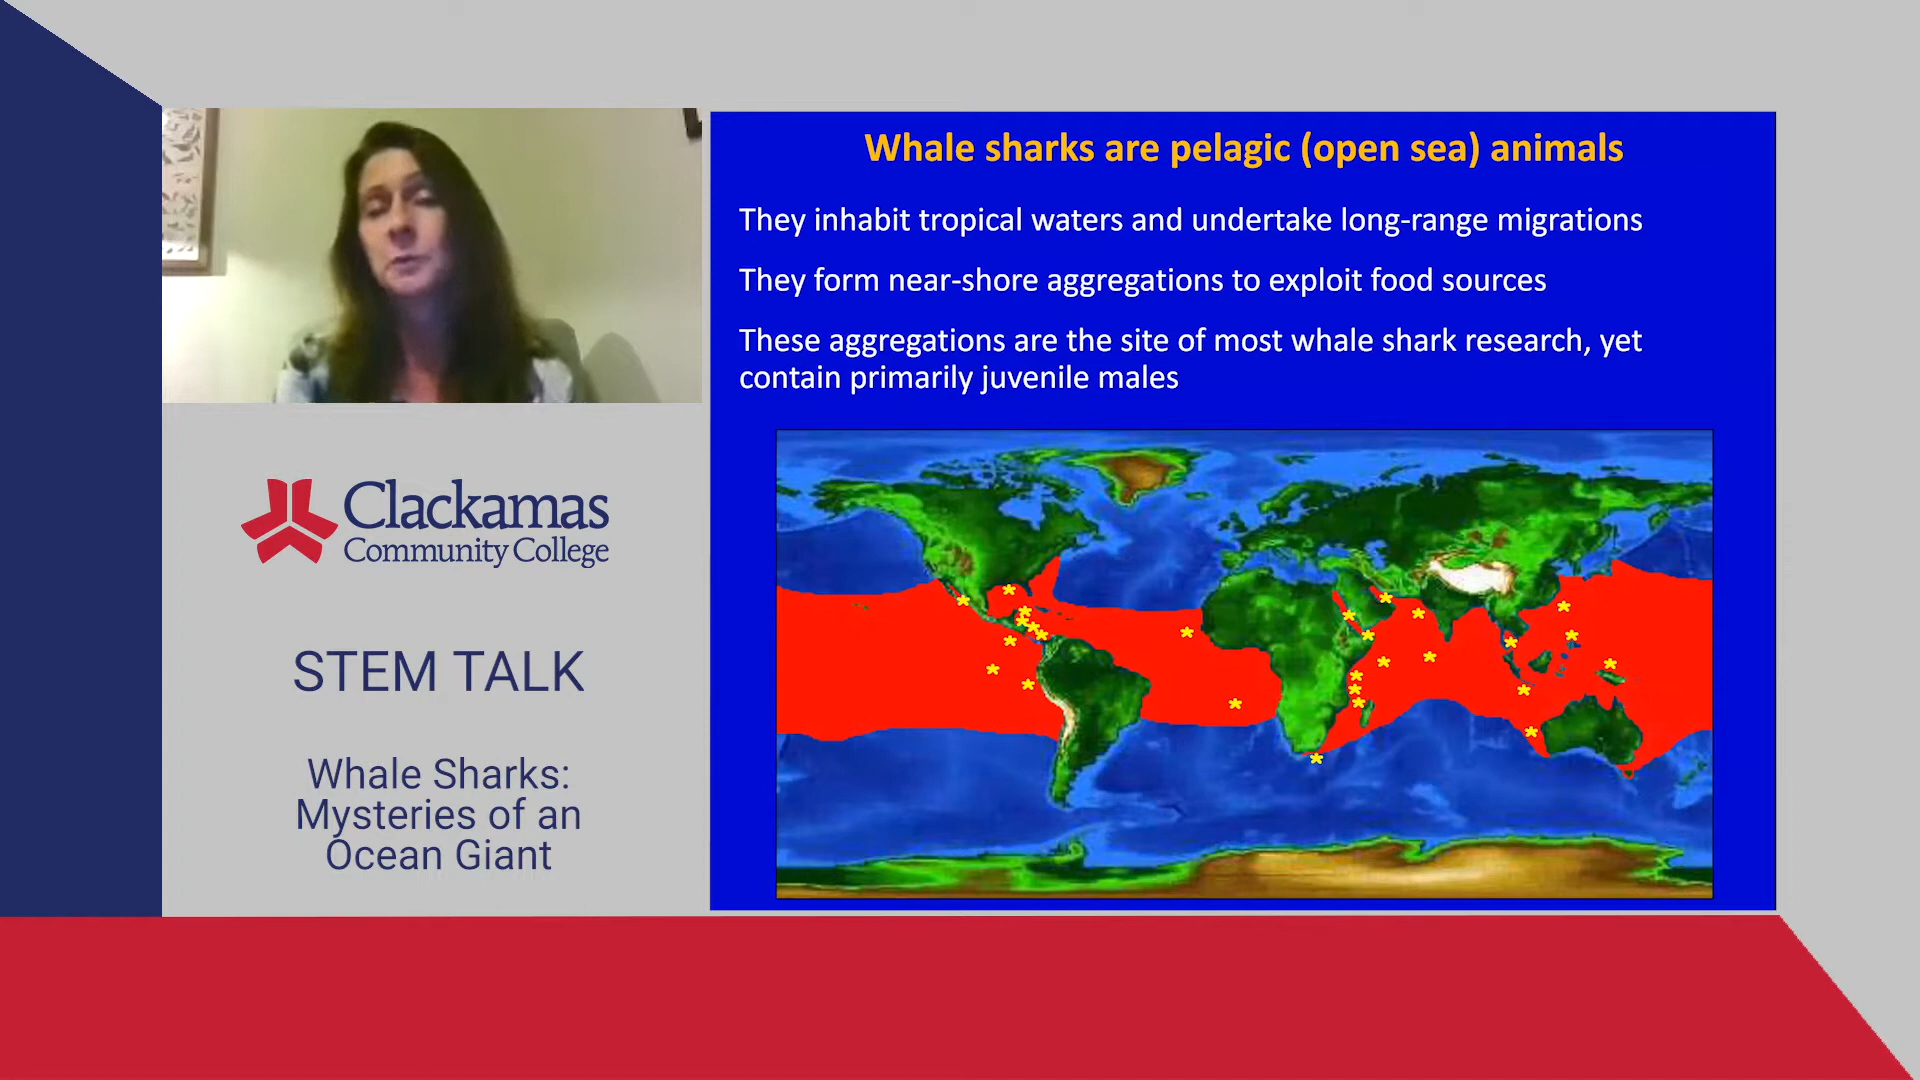 Whale sharks are pelagic (open sea) animals
They inhabit tropical waters and undertake long-range migrations
They form near-shore aggregations to exploit food sources
These aggregations are the site of most whale shark research, yet
contain primarily juvenile males
Clackamas
Community College
STEM TALK
Whale Sharks:
Mysteries of an
Ocean Giant